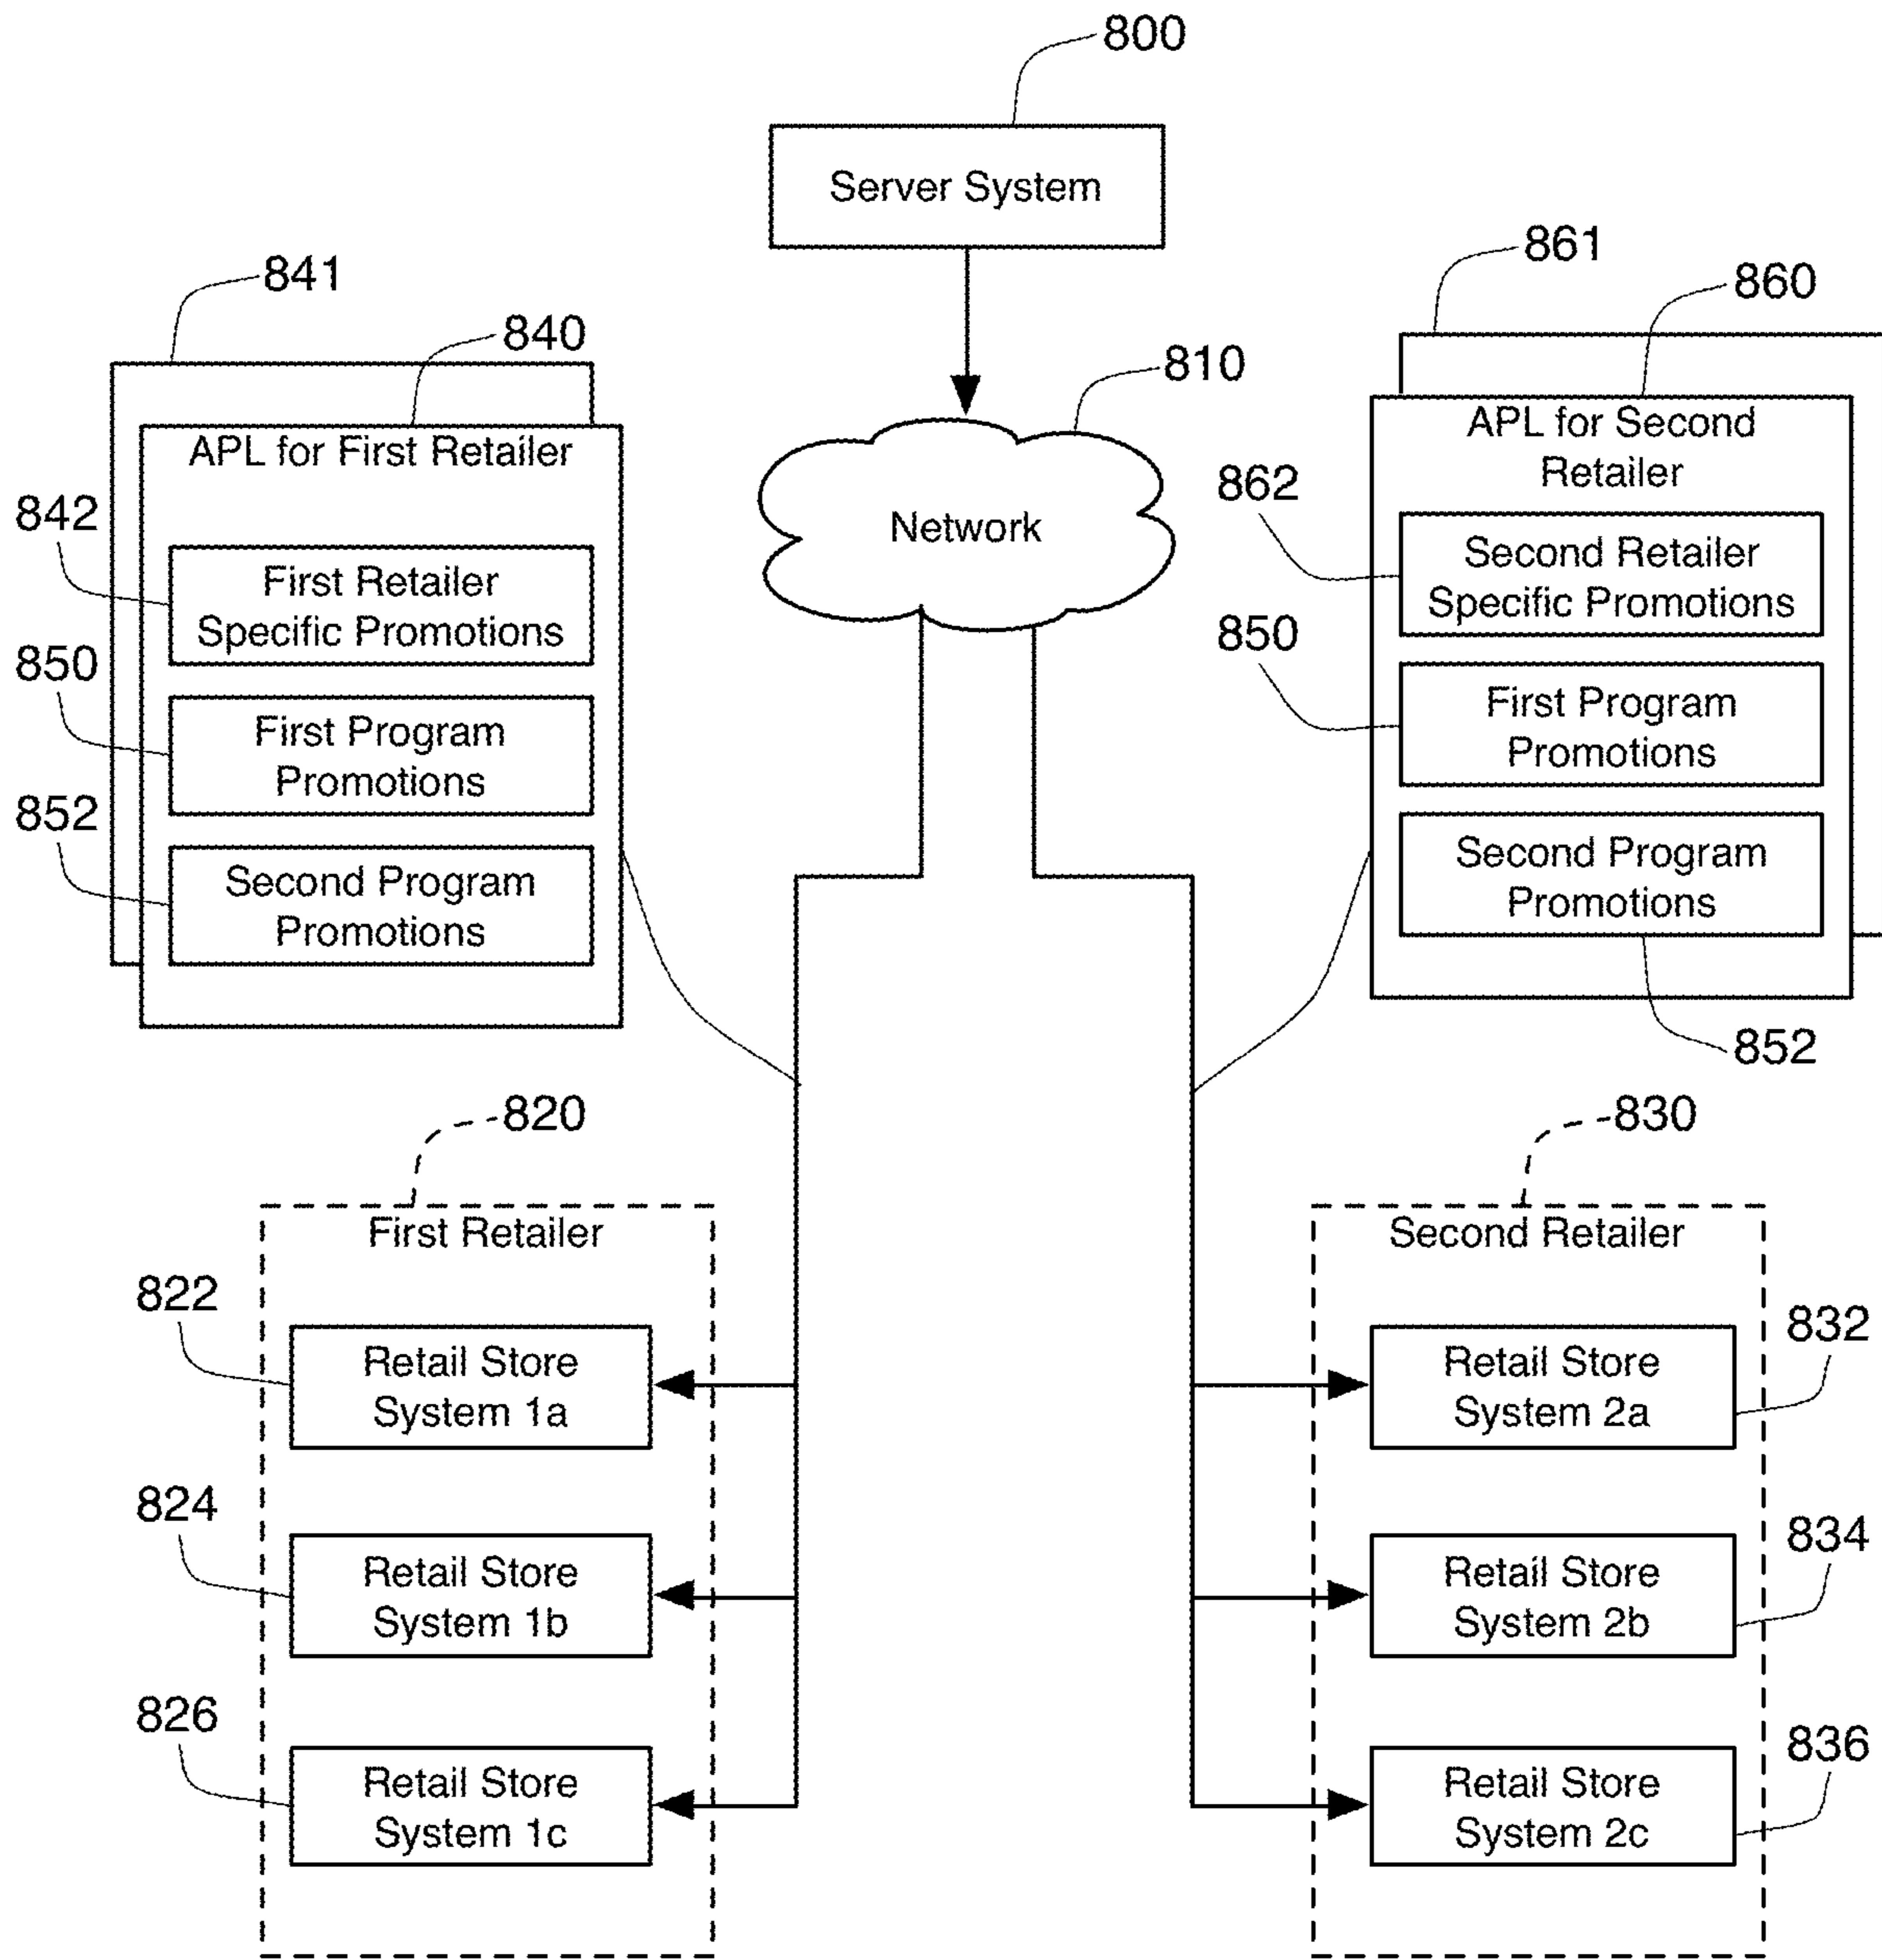 800
Server System
841
840
861
860
810
APL for First Retailer
APL for Second
Retailer
842
862
Network
First Retailer
Specific Promotions
Second Retailer
Specific Promotions
850
850
First Program
Promotions
First Program
Promotions
852
Second Program
Promotions
Second Program
Promotions
852
820
830
First Retailer
Second Retailer
822
Retail Store
System 1a
Retail Store
System 2a
832
824
Retail Store
System 1b
Retail Store
System 2b
834
826
Retail Store
System 1c
Retail Store
System 2c
836